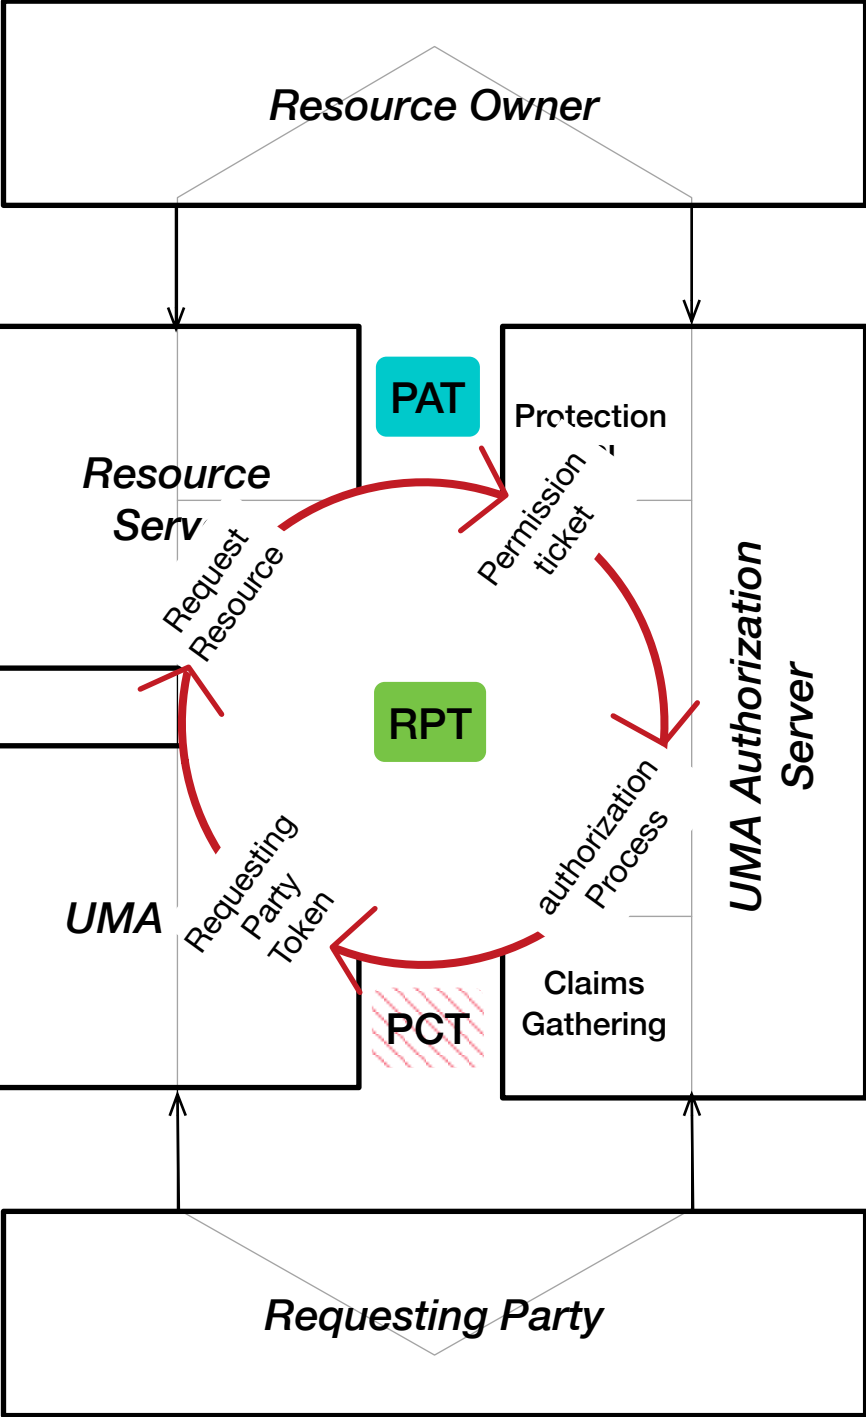 Resource Owner
PAT
Protection
Resource
Serv
Request
Resource
Permission
ticket
UMA Authorization
Server
RPT
authorization
Process
Requesting
Party
Token
UMA
Claims
Gathering
PCT
Requesting Party